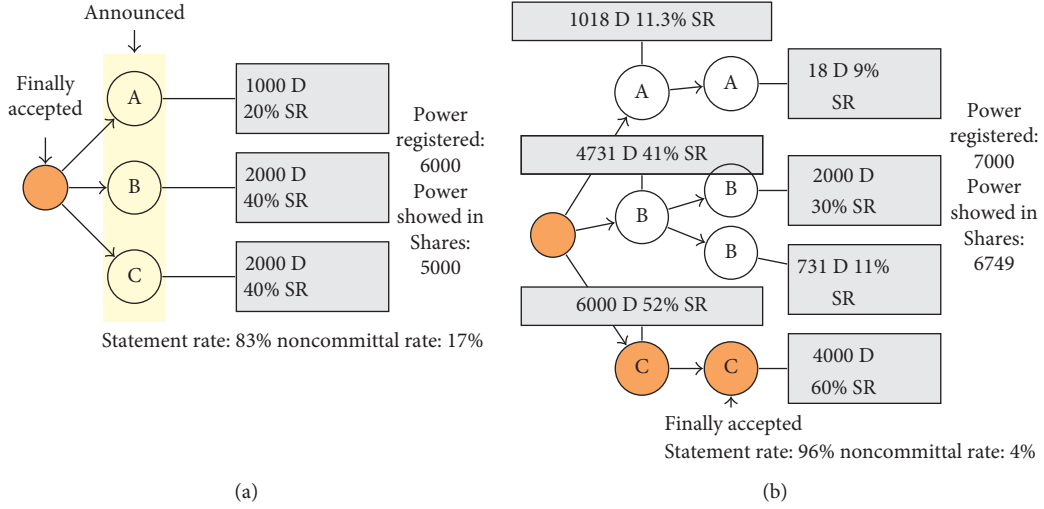 Announced
Finally
accepted
A
1000 D
20% SR
B
2000 D
40% SR
C
2000 D
40% SR
Power
registered:
6000
Power
showed in
Shares:
5000
Statement rate: 83% noncommittal rate: 17%
(a)
1018 D 11.3% SR
A
A
18 D 9%
SR
4731 D 41% SR
B
B
2000 D
30% SR
B
731 D 11%
SR
6000 D 52% SR
C
C
4000 D
60% SR
Power
registered:
7000
Power
showed in
Shares:
6749
Finally accepted
Statement rate: 96% noncommittal rate: 4%
(b)